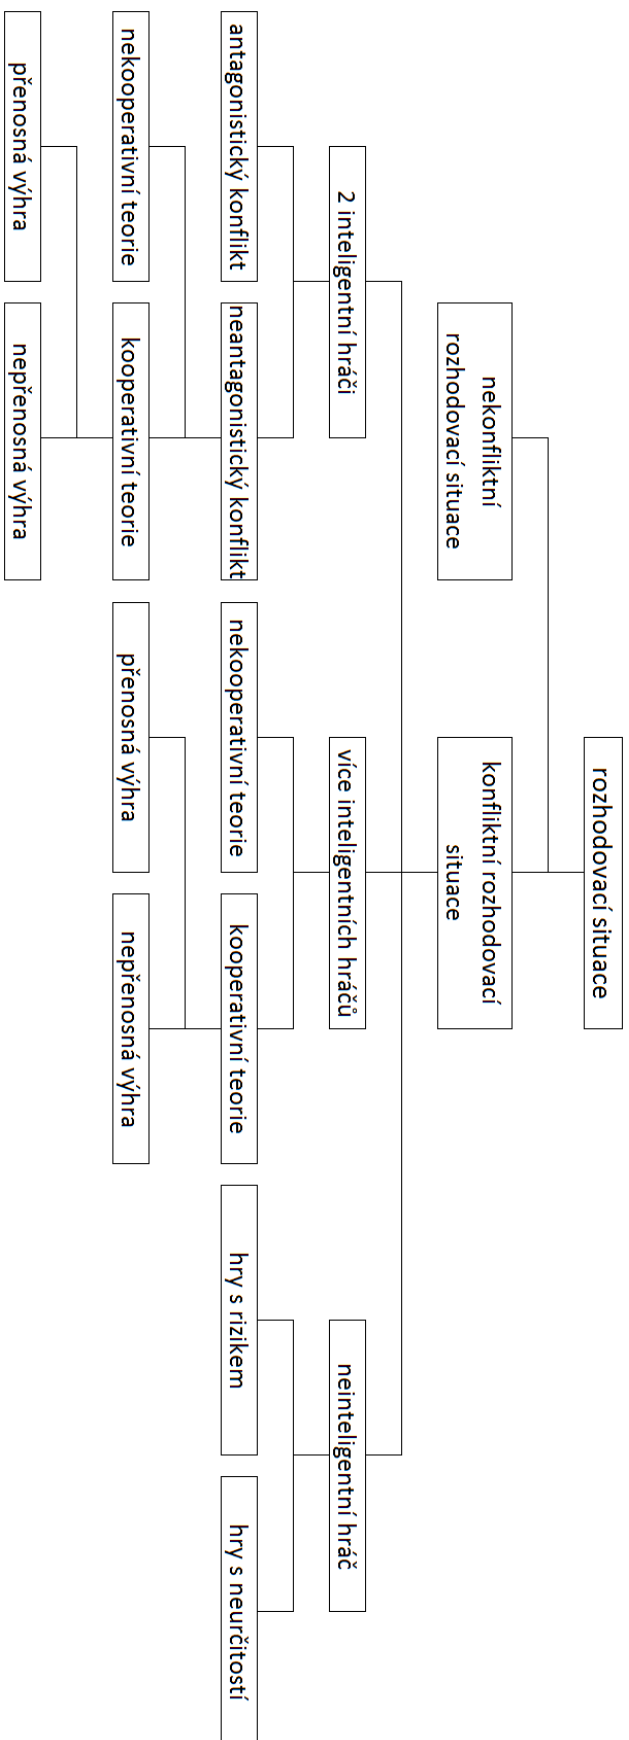 rozhodovací situace
nekonfliktní
rozhodovací situace
konfliktní rozhodovací
situace
2 inteligentní hráči
více inteligentních hráčů
neinteligentní hráč
antagonistický konflikt
neantagonistický konflikt
nekooperativní teorie
kooperativní teorie
hry s rizikem
hry s neurčitostí
nekooperativní teorie
kooperativní teorie
přenosná výhra
nepřenosná výhra
přenosná výhra
nepřenosná výhra